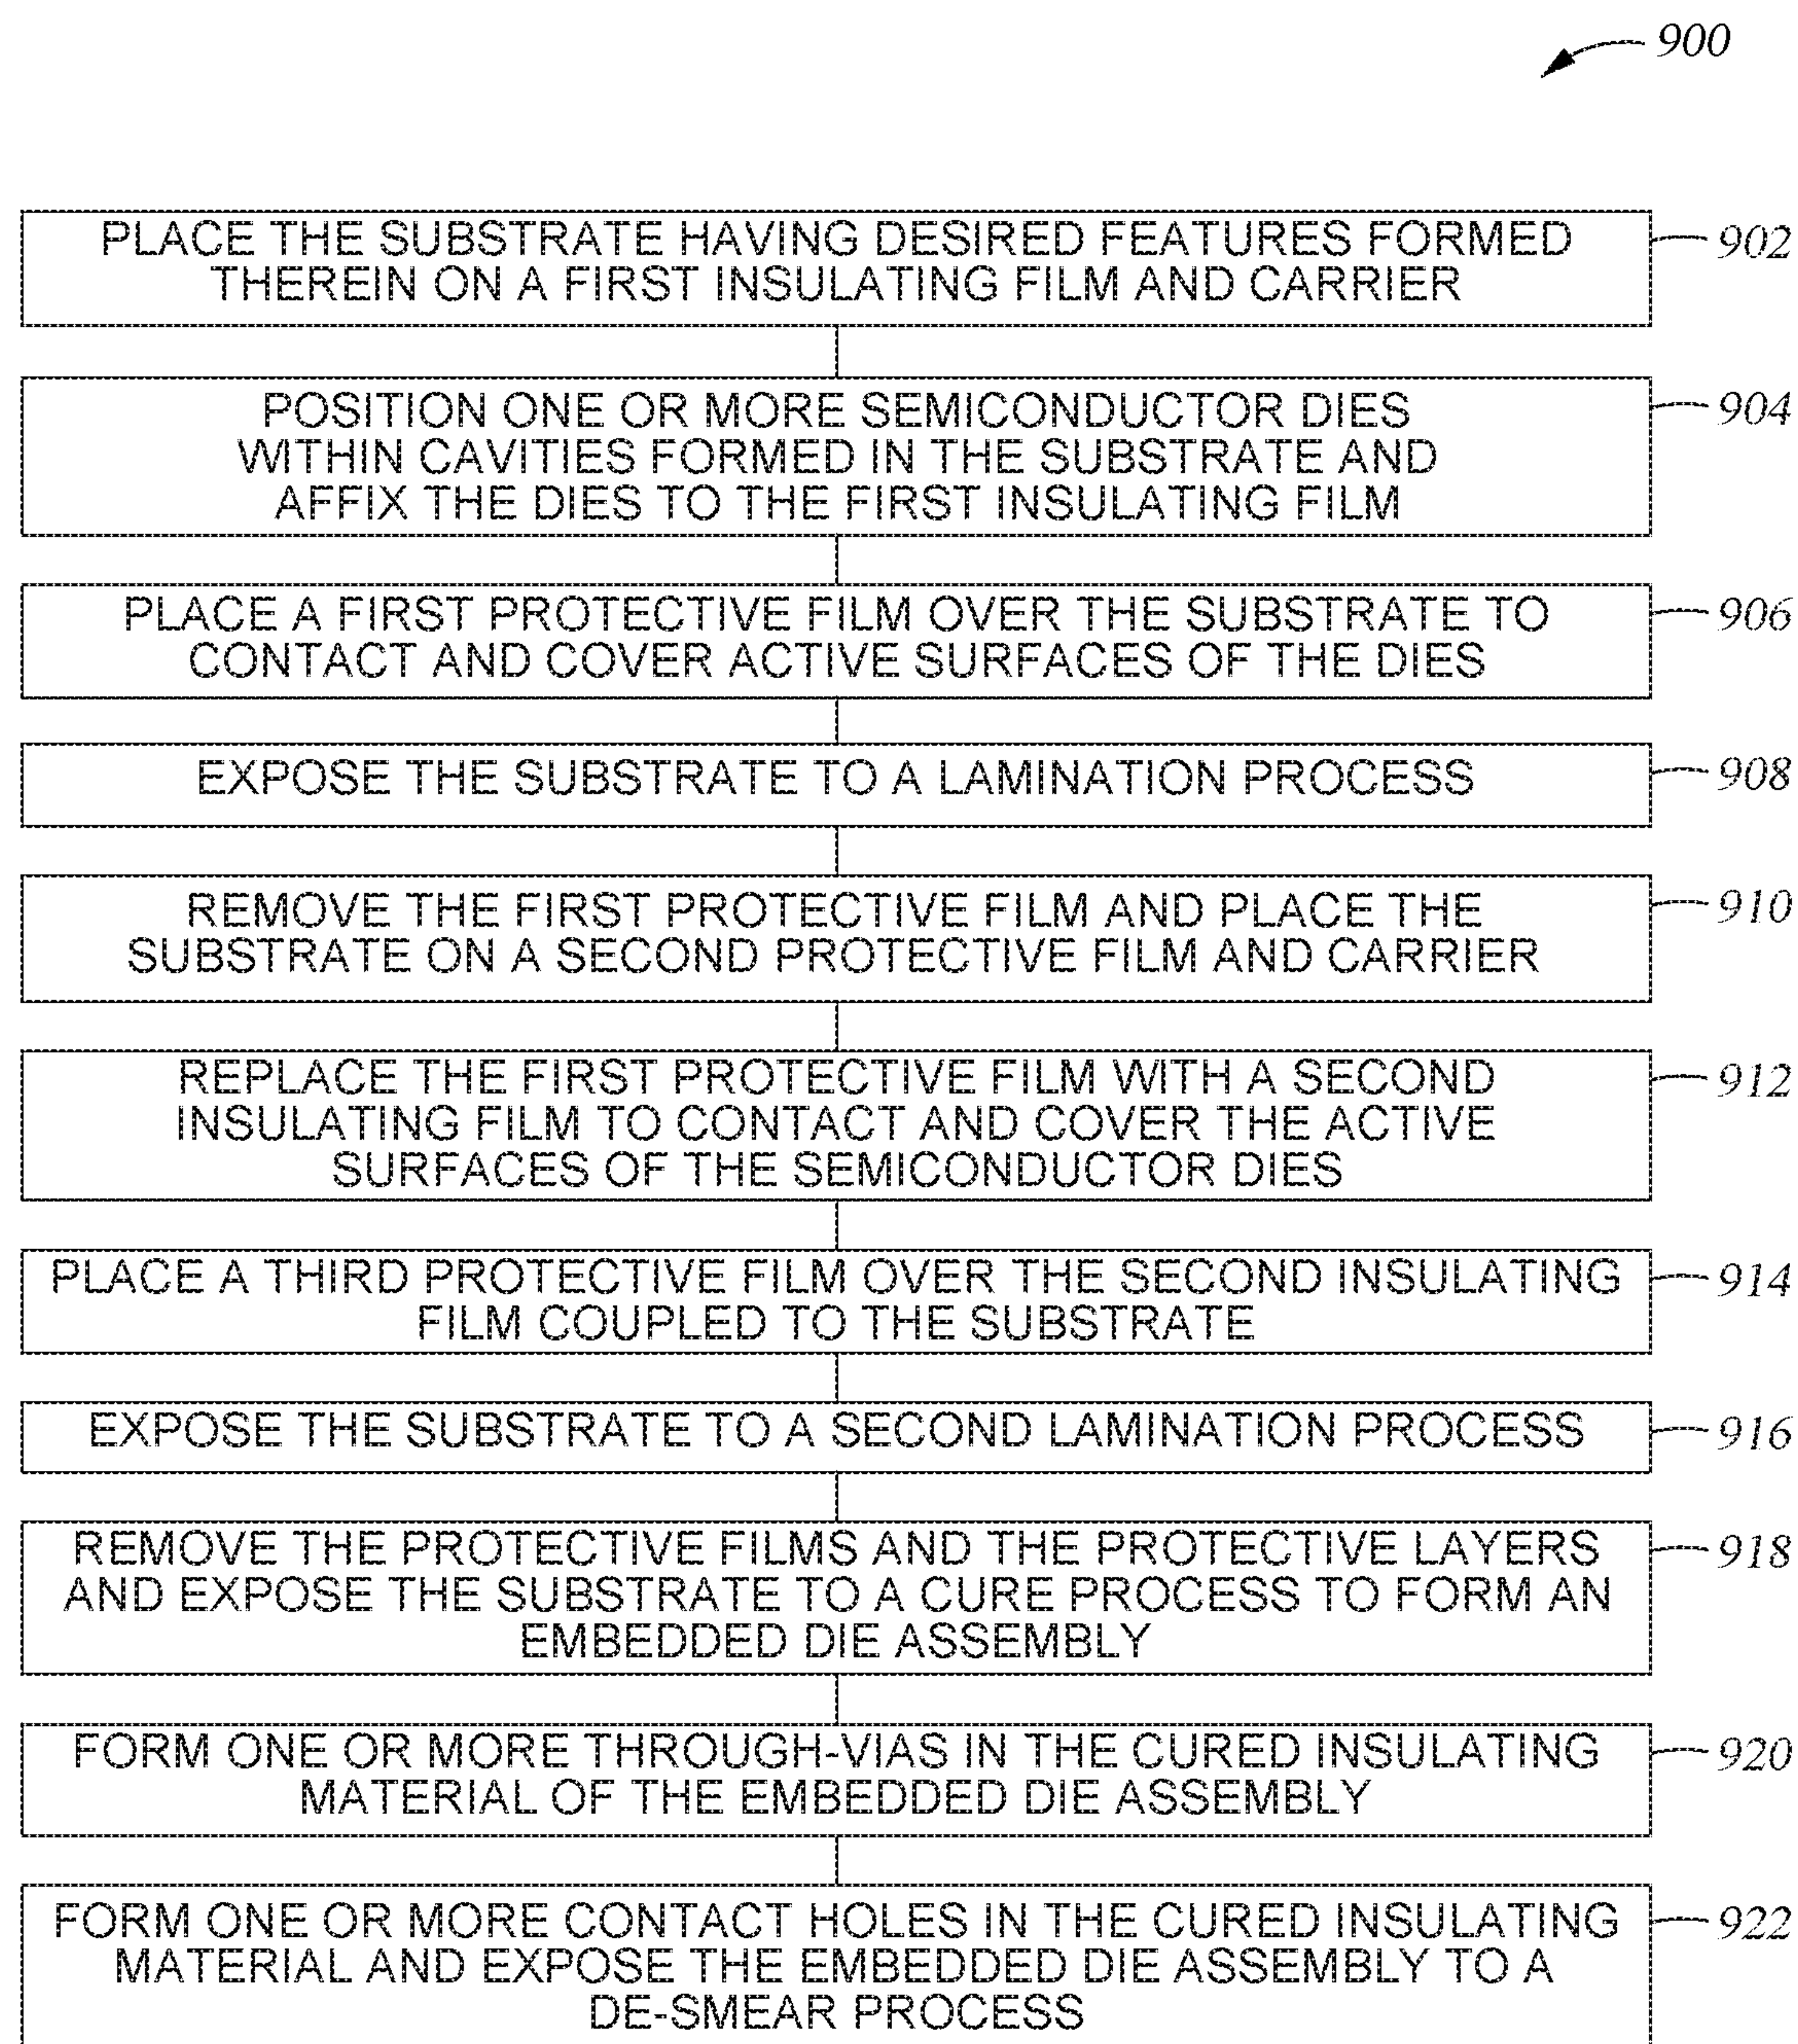 900
PLACE THE SUBSTRATE HAVING DESIRED FEATURES FORMED
THEREIN ON A FIRST INSULATING FILM AND CARRIER
902
POSITION ONE OR MORE SEMICONDUCTOR DIES
WITHIN CAVITIES FORMED IN THE SUBSTRATE AND
AFFIX THE DIES TO THE FIRST INSULATING FILM
904
PLACE A FIRST PROTECTIVE FILM OVER THE SUBSTRATE TO
CONTACT AND COVER ACTIVE SURFACES OF THE DIES
906
EXPOSE THE SUBSTRATE TO A LAMINATION PROCESS
908
REMOVE THE FIRST PROTECTIVE FILM AND PLACE THE
SUBSTRATE ON A SECOND PROTECTIVE FILM AND CARRIER
910
REPLACE THE FIRST PROTECTIVE FILM WITH A SECOND
INSULATING FILM TO CONTACT AND COVER THE ACTIVE
SURFACES OF THE SEMICONDUCTOR DIES
912
PLACE A THIRD PROTECTIVE FILM OVER THE SECOND INSULATING
FILM COUPLED TO THE SUBSTRATE
914
EXPOSE THE SUBSTRATE TO A SECOND LAMINATION PROCESS
916
REMOVE THE PROTECTIVE FILMS AND THE PROTECTIVE LAYERS
AND EXPOSE THE SUBSTRATE TO A CURE PROCESS TO FORM AN
EMBEDDED DIE ASSEMBLY
918
FORM ONE OR MORE THROUGH-VIAS IN THE CURED INSULATING
MATERIAL OF THE EMBEDDED DIE ASSEMBLY
920
FORM ONE OR MORE CONTACT HOLES IN THE CURED INSULATING
MATERIAL AND EXPOSE THE EMBEDDED DIE ASSEMBLY TO A
DE-SMEAR PROCESS
922